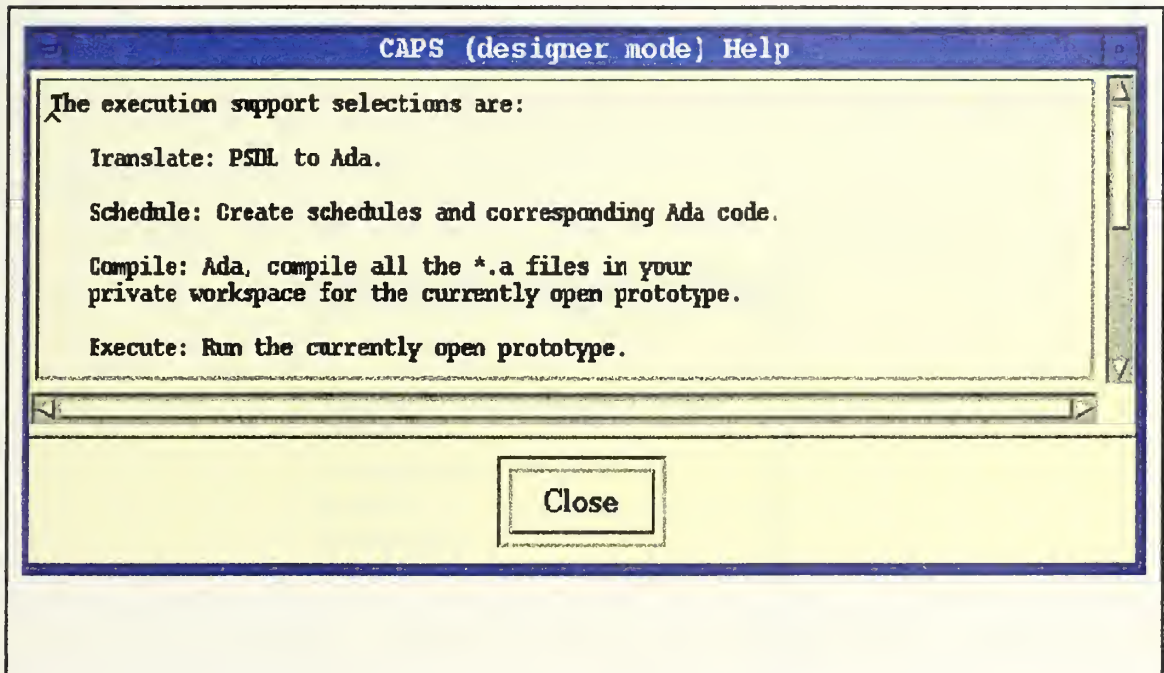 CAPS (designer mode) Help
The execution support selections are:
Translate: PSDL to Ada.
Schedule: Create schedules and corresponding Ada code.
Compile: Ada, compile all the *.a files in your
private workspace for the currently open prototype.
Execute: Run the currently open prototype.
Close